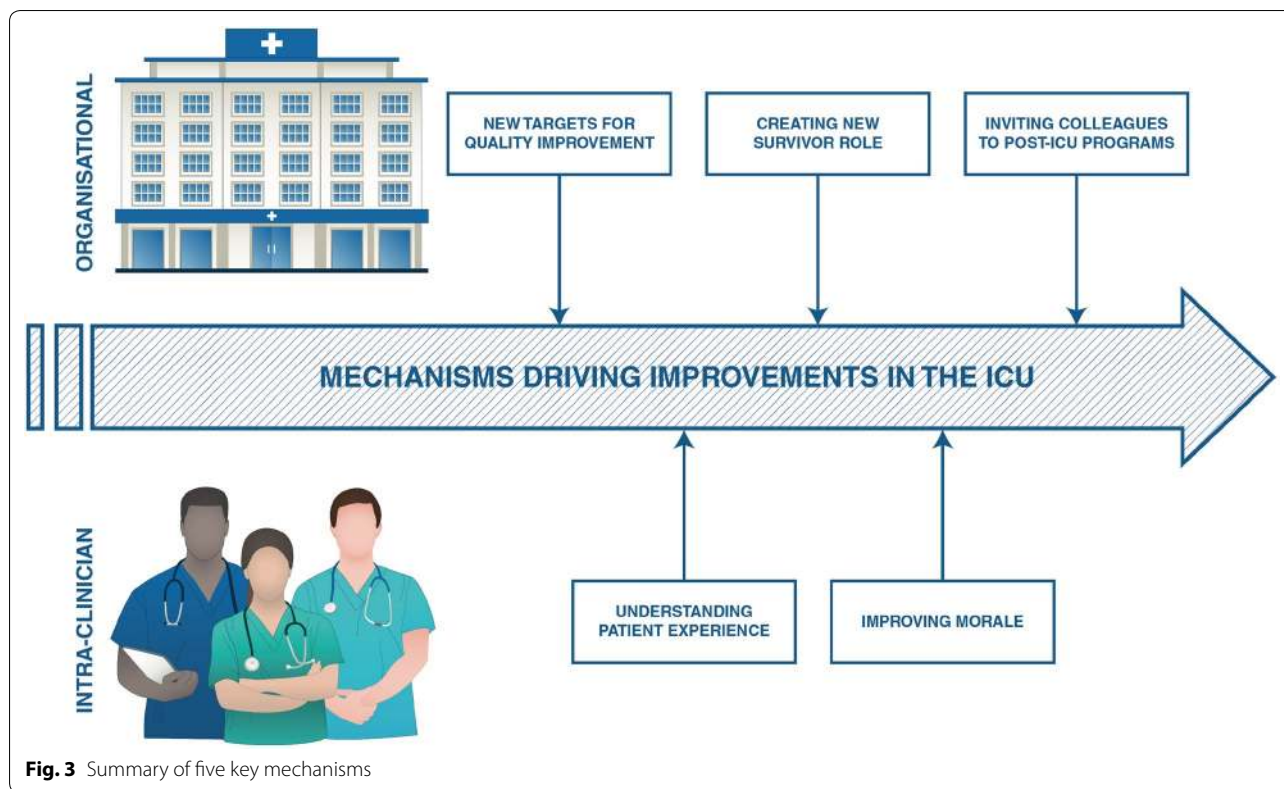 ORGANISATIONAL
NEW TARGETS FOR
QUALITY IMPROVEMENT
CREATING NEW
SURVIVOR ROLE
INVITING COLLEAGUES
TO POST-ICU PROGRAMS
MECHANISMS DRIVING IMPROVEMENTS IN THE ICU
INTRA-CLINICIAN
UNDERSTANDING
PATIENT EXPERIENCE
IMPROVING MORALE
Fig. 3 Summary of five key mechanisms